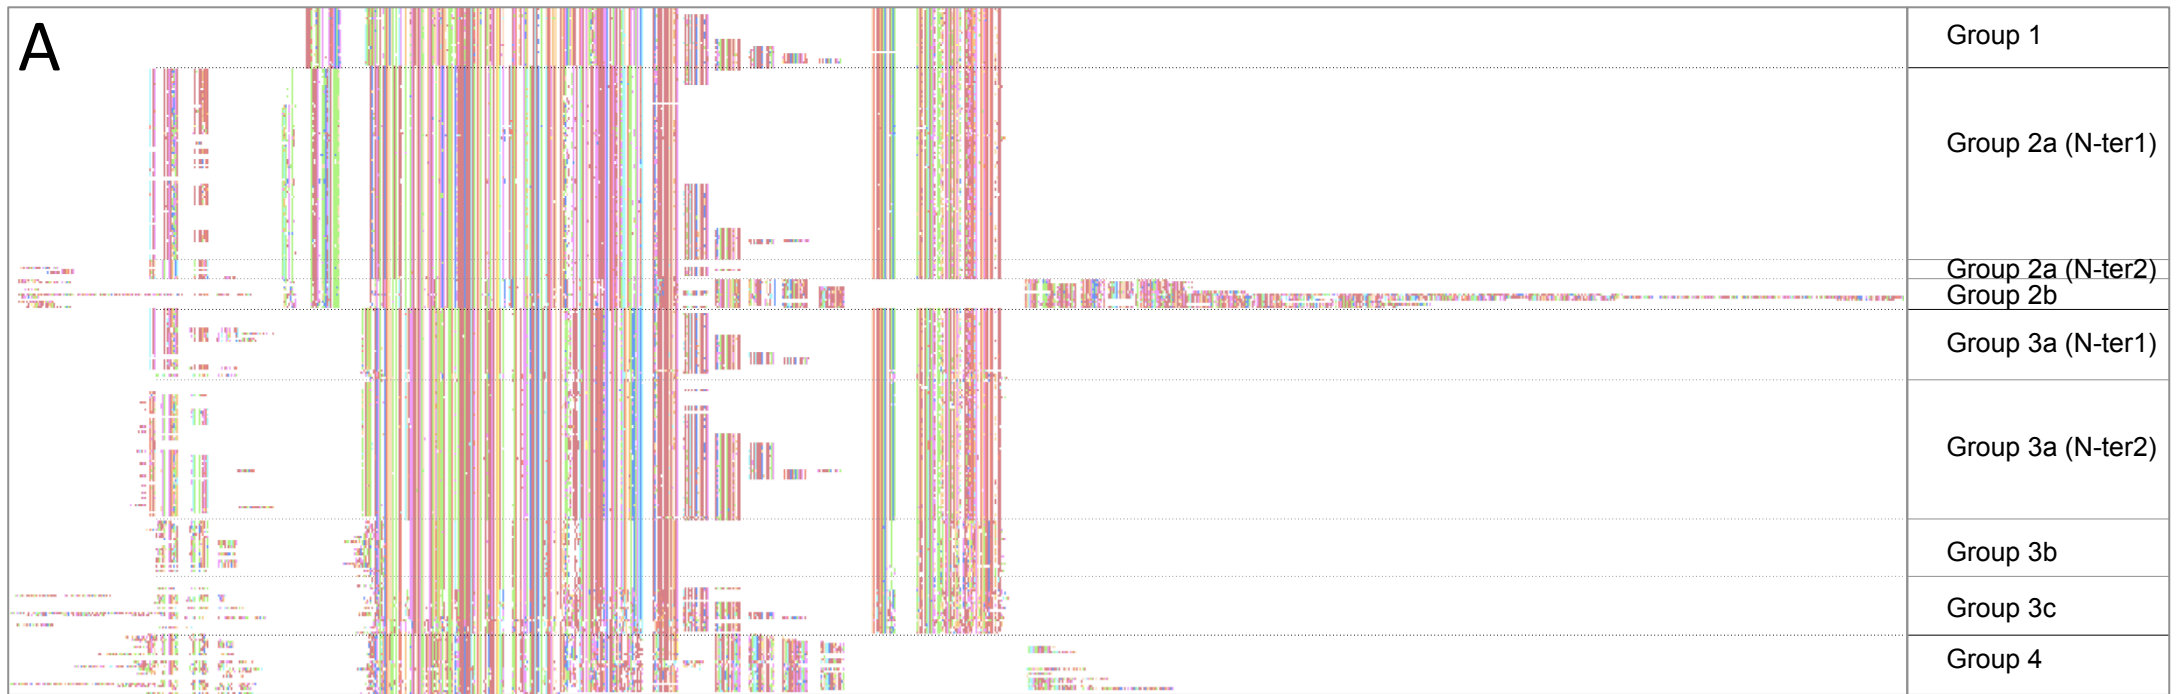 A
Group 1
Group 2a (N-ter1)
Group 2a (N-ter2)
Group 2b
Group 3a (N-ter1)
Group 3a (N-ter2)
Group 3b
Group 3c
Group 4